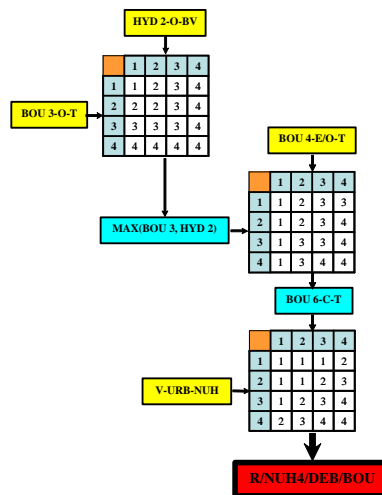 HYD 2-O-BV
1 2 3 4
1 1 2 3 4
BOU 3-O-T
2 2 2 3 4
3 3 3 3 4
4 4 4 4 4
BOU 4-E/O-T
1 2 3 4
1 1 2 3 3
2 1 2 3 4
MAX(BOU 3, HYD 2)
3 1 3 3 4
4 1 3 4 4
BOU 6-C-T
1 2 3 4
1 1 1 1 2
2 1 1 2 3
V-URB-NUH
3 1 2 3 4
4 2 3 4 4
R/NUH4/DEB/BOU